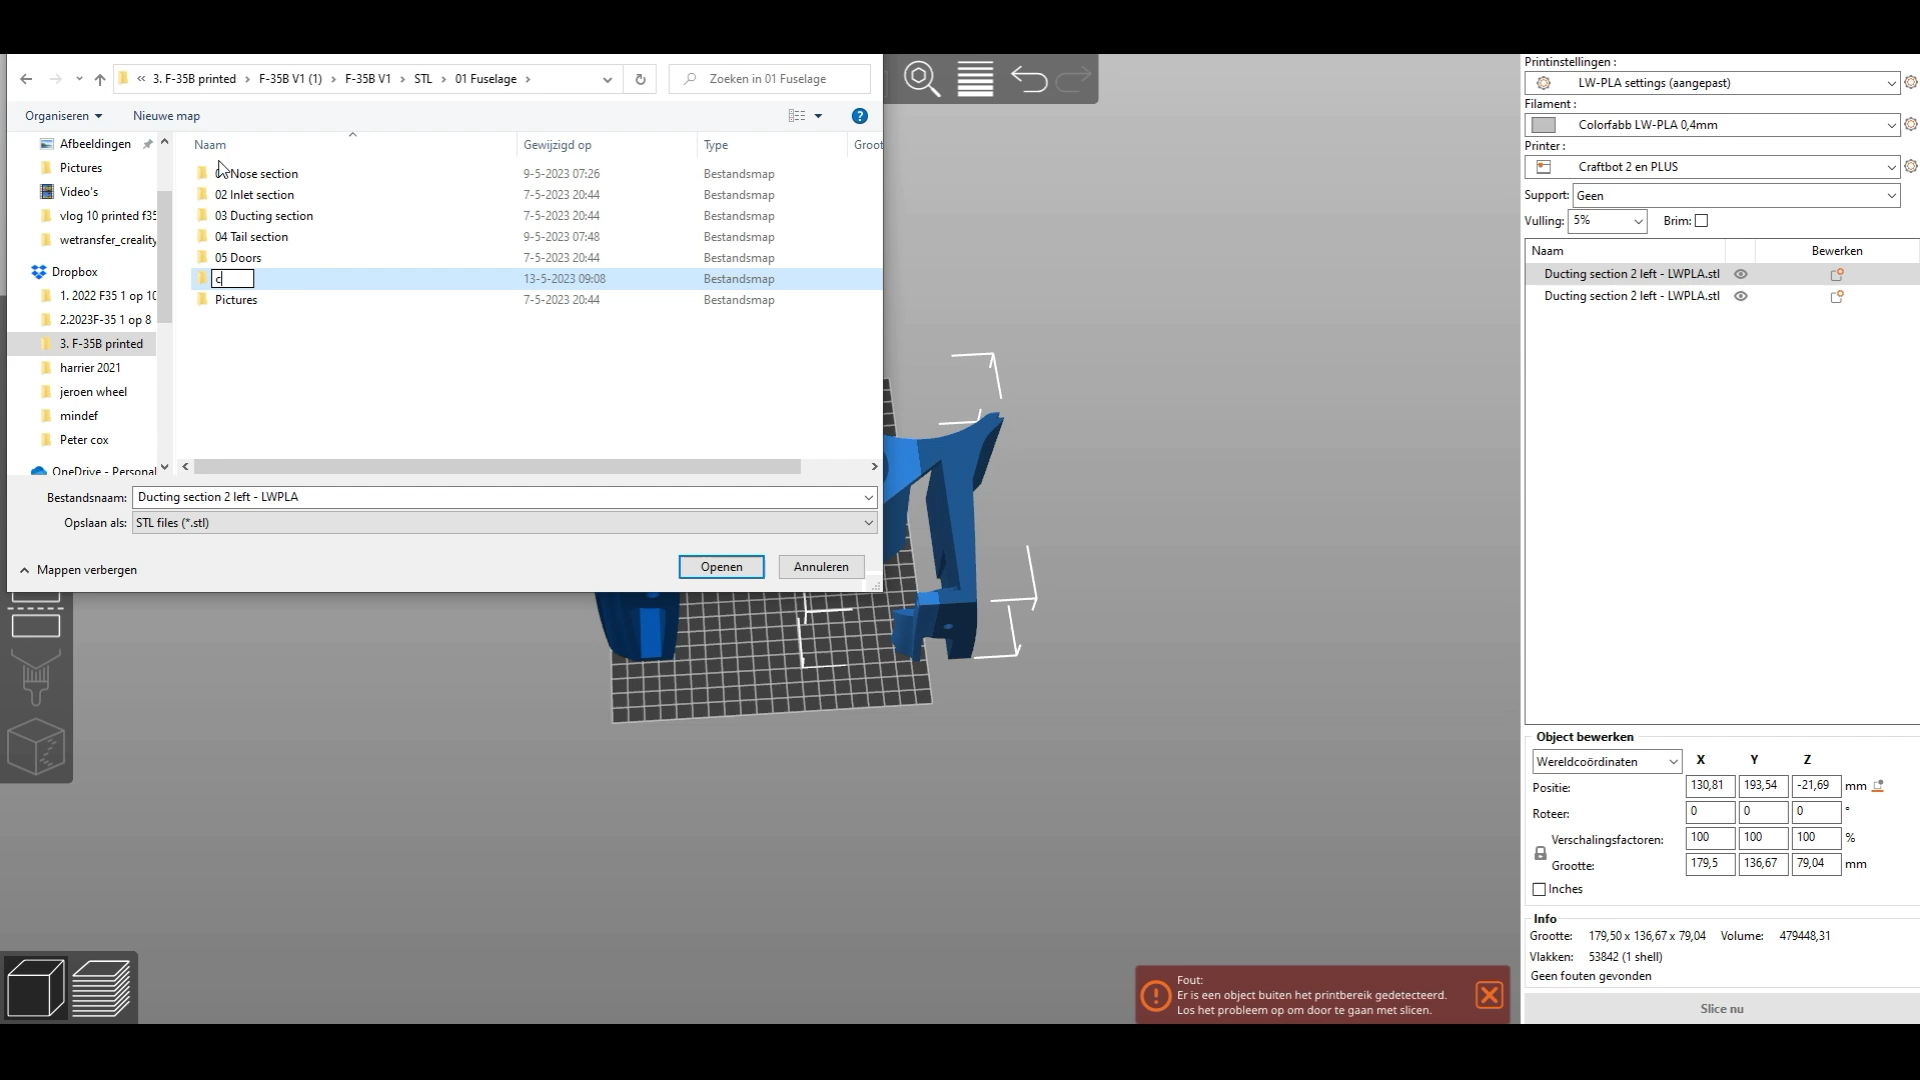 « 3. F-35B printed › F-35B V1 (1) › F-35B V1 › STL › 01 Fuselage ›
Zoeken in 01 Fuselage
Organiseren
Nieuwe map
Afbeeldingen
Pictures
Video's
vlog 10 printed f35
wetransfer_creality
Dropbox
1. 2022 F35 1 op 10
2.2023F-35 1 op 8
3. F-35B printed
harrier 2021
jeroen wheel
mindef
Peter cox
OneDrive - Personal
Naam Gewijzigd op Type Groot
Nose section 9-5-2023 07:26 Bestandsmap
02 Inlet section 7-5-2023 20:44 Bestandsmap
03 Ducting section 7-5-2023 20:44 Bestandsmap
04 Tail section 9-5-2023 07:48 Bestandsmap
05 Doors 7-5-2023 20:44 Bestandsmap
c 13-5-2023 09:08 Bestandsmap
Pictures 7-5-2023 20:44 Bestandsmap
Bestandsnaam: Ducting section 2 left - LWPLA
Opslaan als: STL files (*.stl)
Mappen verbergen
Openen
Annuleren
Printinstellingen :
LW-PLA settings (aangepast)
Filament :
Colorfabb LW-PLA 0,4mm
Printer :
Craftbot 2 en PLUS
Support: Geen
Vulling: 5% Brim:
Naam Bewerken
Ducting section 2 left - LWPLA.stl
Ducting section 2 left - LWPLA.stl
Object bewerken
Wereldcoördinaten X Y Z
Positie: 130,81 193,54 -21,69 mm
Roteer: 0 0 0 °
Verschalingsfactoren: 100 100 100 %
Grootte: 179,5 136,67 79,04 mm
Inches
Info
Grootte: 179,50 x 136,67 x 79,04 Volume: 479448,31
Vlakken: 53842 (1 shell)
Geen fouten gevonden
Slice nu
Fout:
Er is een object buiten het printbereik gedetecteerd.
Los het probleem op om door te gaan met slicen.